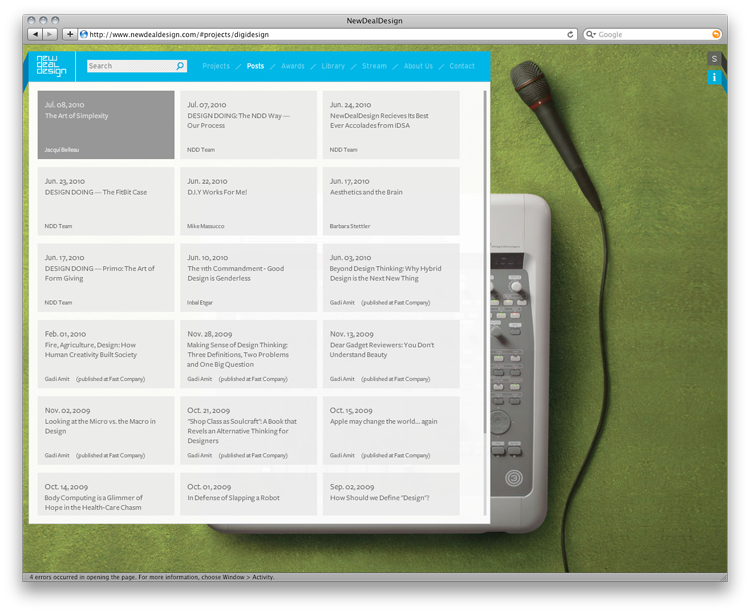 NewDealDesign
http://www.newdealdesign.com/#projects/digidesign
Google
new
deal
design
Search
Projects / Posts / Awards / Library / Stream / About Us / Contact
S
i
Jul. 08, 2010
The Art of Simplexity
Jacqui Belleau
Jul. 07, 2010
DESIGN DOING: The NDD Way —
Our Process
NDD Team
Jun. 24, 2010
NewDealDesign Recieves Its Best
Ever Accolades from IDSA
NDD Team
Jun. 23, 2010
DESIGN DOING — The FitBit Case
NDD Team
Jun. 22, 2010
D.I.Y Works For Me!
Mike Massucco
Jun. 17, 2010
Aesthetics and the Brain
Barbara Stettler
Jun. 17, 2010
DESIGN DOING — Primo: The Art of
Form Giving
NDD Team
Jun. 10, 2010
The 11th Commandment - Good
Design is Genderless
Inbal Etgar
Jun. 03, 2010
Beyond Design Thinking: Why Hybrid
Design is the Next New Thing
Gadi Amit (published at Fast Company)
Feb. 01, 2010
Fire, Agriculture, Design: How
Human Creativity Built Society
Gadi Amit (published at Fast Company)
Nov. 28, 2009
Making Sense of Design Thinking:
Three Definitions, Two Problems
and One Big Question
Gadi Amit (published at Fast Company)
Nov. 13, 2009
Dear Gadget Reviewers: You Don't
Understand Beauty
Gadi Amit (published at Fast Company)
Nov. 02, 2009
Looking at the Micro vs. the Macro in
Design
Gadi Amit (published at Fast Company)
Oct. 21, 2009
"Shop Class as Soulcraft": A Book that
Revels an Alternative Thinking for
Designers
Gadi Amit (published at Fast Company)
Oct. 15, 2009
Apple may change the world... again
Gadi Amit (published at Fast Company)
Oct. 14, 2009
Body Computing is a Glimmer of
Hope in the Health-Care Chasm
Oct. 01, 2009
In Defense of Slapping a Robot
Sep. 02, 2009
How Should we Define "Design"?
4 errors occurred in opening the page. For more information, choose Window > Activity.